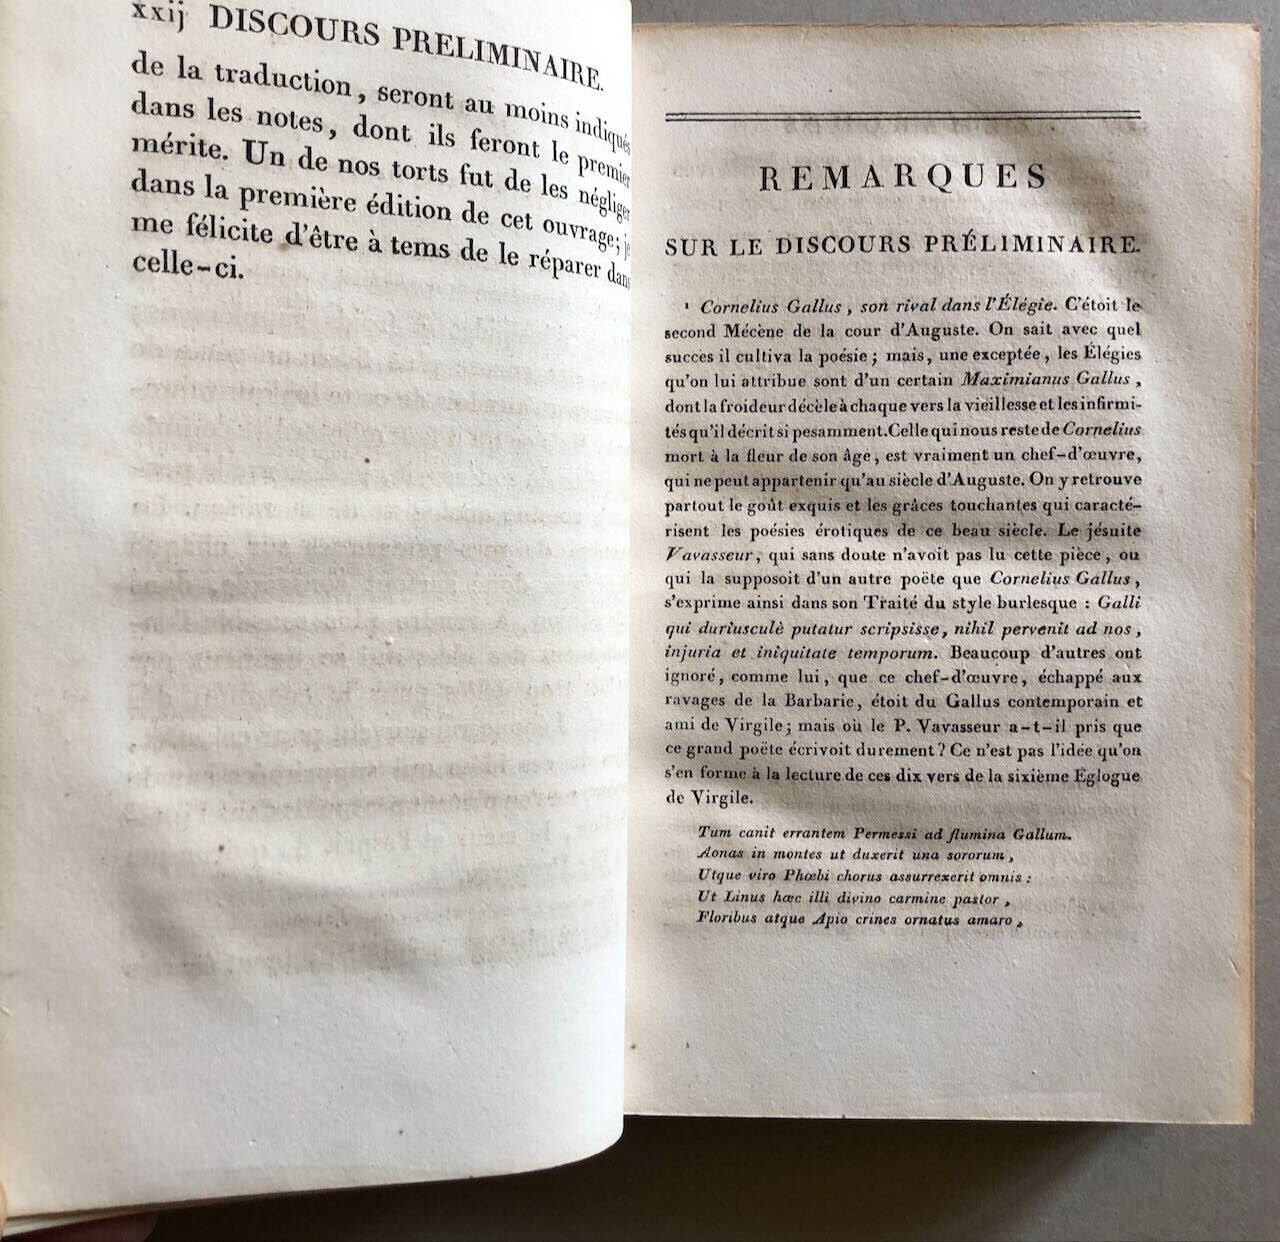 xxij DISCOURS PRELIMINAIRE.
de la traduction, seront au moins indiqués
dans les notes, dont ils feront le premier
mérite. Un de nos torts fut de les négliger
dans la première édition de cet ouvrage; je
me félicite d'être à tems de le réparer dans
celle-ci.
REMARQUES
SUR LE DISCOURS PRÉLIMINAIRE.
¹ Cornelius Gallus, son rival dans l'Élégie. C'étoit le
second Mécène de la cour d'Auguste. On sait avec quel
succès il cultiva la poésie; mais, une exceptée, les Élégies
qu'on lui attribue sont d'un certain Maximianus Gallus,
dont la froideur décèle à chaque vers la vieillesse et les infirmi-
tés qu'il décrit si pesamment. Celle qui nous reste de Cornelius
mort à la fleur de son âge, est vraiment un chef-d'œuvre,
qui ne peut appartenir qu'au siècle d'Auguste. On y retrouve
partout le goût exquis et les grâces touchantes qui caracté-
risent les poésies érotiques de ce beau siècle. Le jésuite
Vavasseur, qui sans doute n'avoit pas lu cette pièce, ou
qui la supposoit d'un autre poëte que Cornelius Gallus,
s'exprime ainsi dans son Traité du style burlesque : Galli
qui duriusculè putatur scripsisse, nihil pervenit ad nos,
injuria et iniquitate temporum. Beaucoup d'autres ont
ignoré, comme lui, que ce chef-d'œuvre, échappé aux
ravages de la Barbarie, étoit du Gallus contemporain et
ami de Virgile; mais où le P. Vavasseur a-t-il pris que
ce grand poëte écrivoit durement? Ce n'est pas l'idée qu'on
s'en forme à la lecture de ces dix vers de la sixième Églogue
de Virgile.
Tum canit errantem Permessi ad flumina Gallum.
Aonas in montes ut duxerit una sororum,
Utque viro Phœbi chorus assurrexerit omnis:
Ut Linus hæc illi divino carmine pastor,
Floribus atque Apio crines ornatus amaro,